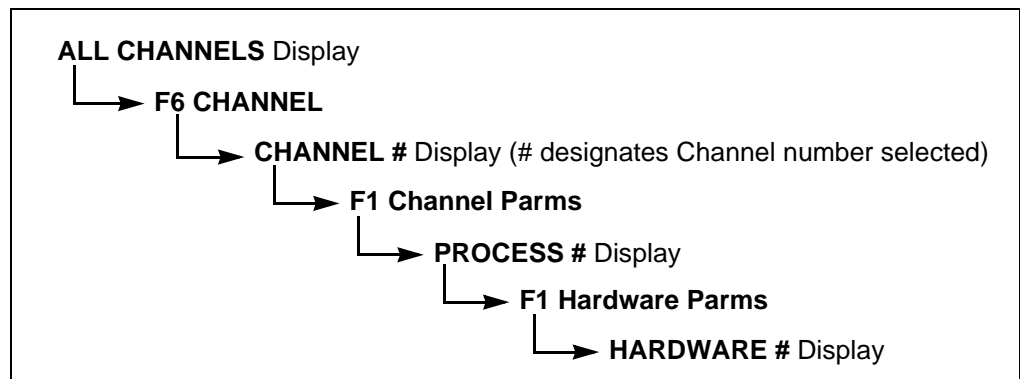 ALL CHANNELS Display
F6 CHANNEL
CHANNEL # Display (# designates Channel number selected)
F1 Channel Parms
PROCESS # Display
F1 Hardware Parms
HARDWARE # Display